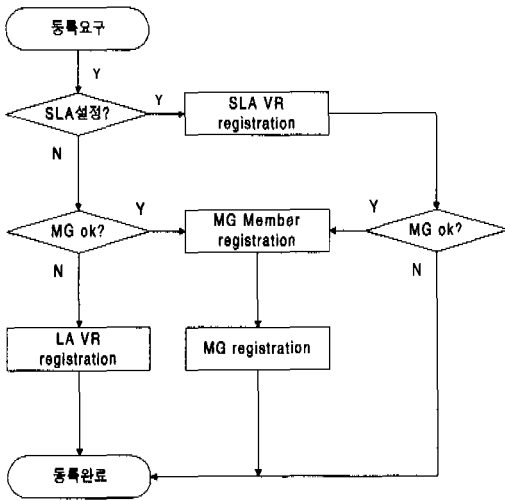 등록요구
Y
SLA설정?
Y
SLA VR
registration
N
MG ok?
Y
MG Member
registration
Y
MG ok?
N
N
LA VR
registration
MG registration
등록완료